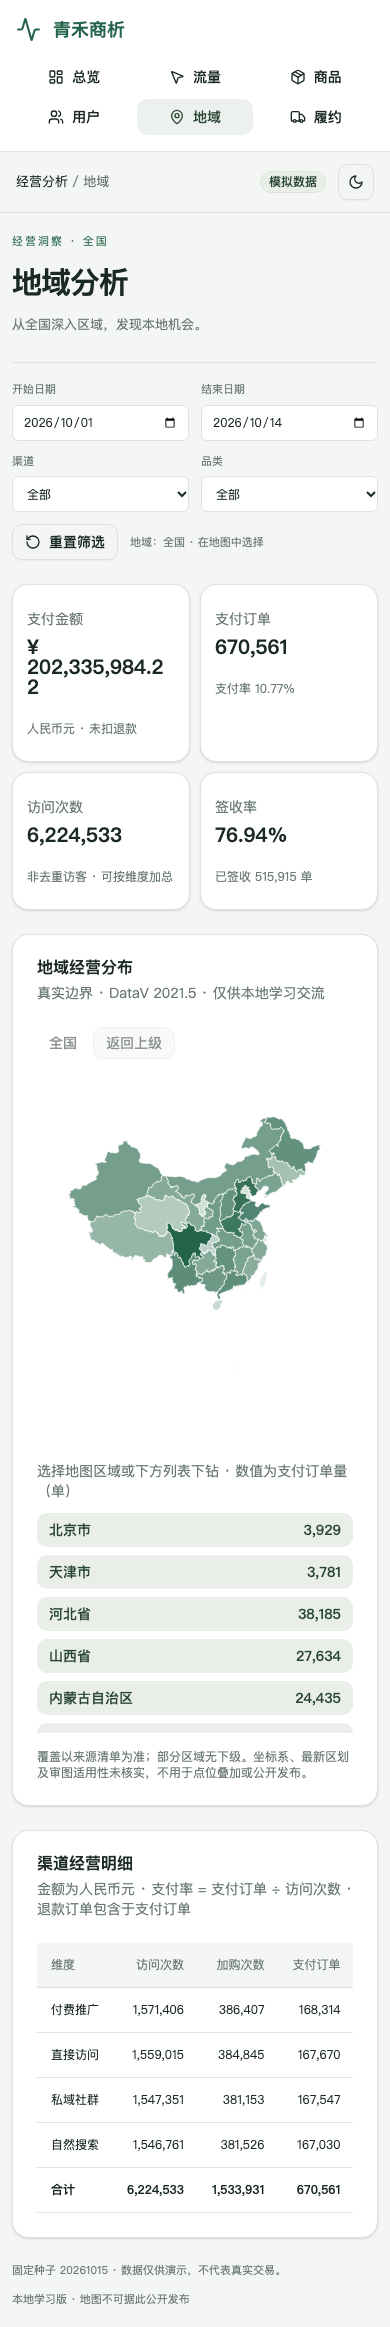 青禾商析
总览 流量 商品
用户 地域 履约
经营分析 / 地域 模拟数据
经营洞察 · 全国
地域分析
从全国深入区域，发现本地机会。
开始日期 结束日期
2026/10/01 2026/10/14
渠道 品类
全部 全部
重置筛选 地域：全国 · 在地图中选择
支付金额
¥
202,335,984.2
2
人民币元 · 未扣退款
支付订单
670,561
支付率 10.77%
访问次数
6,224,533
非去重访客 · 可按维度加总
签收率
76.94%
已签收 515,915 单
地域经营分布
真实边界 · DataV 2021.5 · 仅供本地学习交流
全国 返回上级
选择地图区域或下方列表下钻 · 数值为支付订单量
（单）
北京市 3,929
天津市 3,781
河北省 38,185
山西省 27,634
内蒙古自治区 24,435
覆盖以来源清单为准；部分区域无下级。坐标系、最新区划
及审图适用性未核实，不用于点位叠加或公开发布。
渠道经营明细
金额为人民币元 · 支付率 = 支付订单 ÷ 访问次数 ·
退款订单包含于支付订单
维度 访问次数 加购次数 支付订单
付费推广 1,571,406 386,407 168,314
直接访问 1,559,015 384,845 167,670
私域社群 1,547,351 381,153 167,547
自然搜索 1,546,761 381,526 167,030
合计 6,224,533 1,533,931 670,561
固定种子 20261015 · 数据仅供演示，不代表真实交易。
本地学习版 · 地图不可据此公开发布